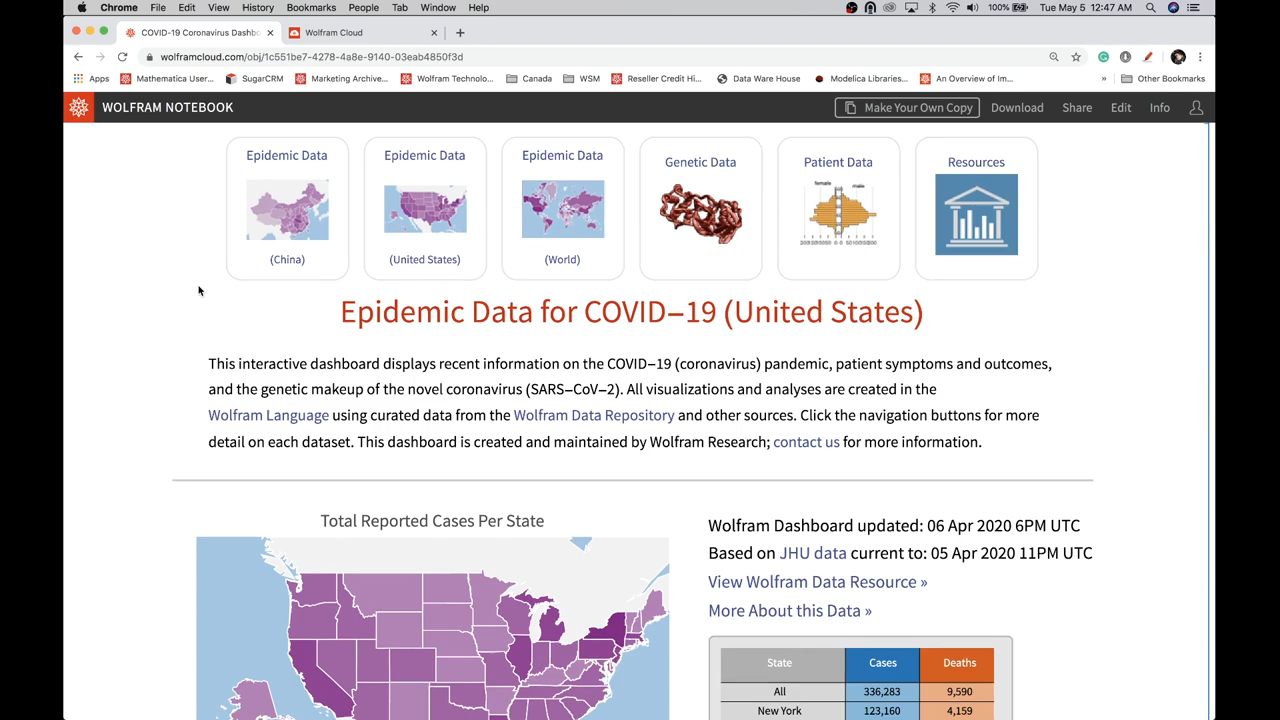 Chrome File Edit View History Bookmarks People Tab Window Help 100% Tue May 5 12:47 AM
COVID-19 Coronavirus Dashbo Wolfram Cloud
wolframcloud.com/obj/1c551be7-4278-4a8e-9140-03eab4850f3d
Apps Mathematica User... SugarCRM Marketing Archive... Wolfram Technolo... Canada WSM Reseller Credit Hi... Data Ware House Modelica Libraries... An Overview of Im... » Other Bookmarks
WOLFRAM NOTEBOOK Make Your Own Copy Download Share Edit Info
Epidemic Data Epidemic Data Epidemic Data Genetic Data Patient Data Resources
female male
(China) (United States) (World)
Epidemic Data for COVID–19 (United States)
This interactive dashboard displays recent information on the COVID–19 (coronavirus) pandemic, patient symptoms and outcomes,
and the genetic makeup of the novel coronavirus (SARS–CoV–2). All visualizations and analyses are created in the
Wolfram Language using curated data from the Wolfram Data Repository and other sources. Click the navigation buttons for more
detail on each dataset. This dashboard is created and maintained by Wolfram Research; contact us for more information.
Total Reported Cases Per State
Wolfram Dashboard updated: 06 Apr 2020 6PM UTC
Based on JHU data current to: 05 Apr 2020 11PM UTC
View Wolfram Data Resource »
More About this Data »
State Cases Deaths
All 336,283 9,590
New York 123,160 4,159